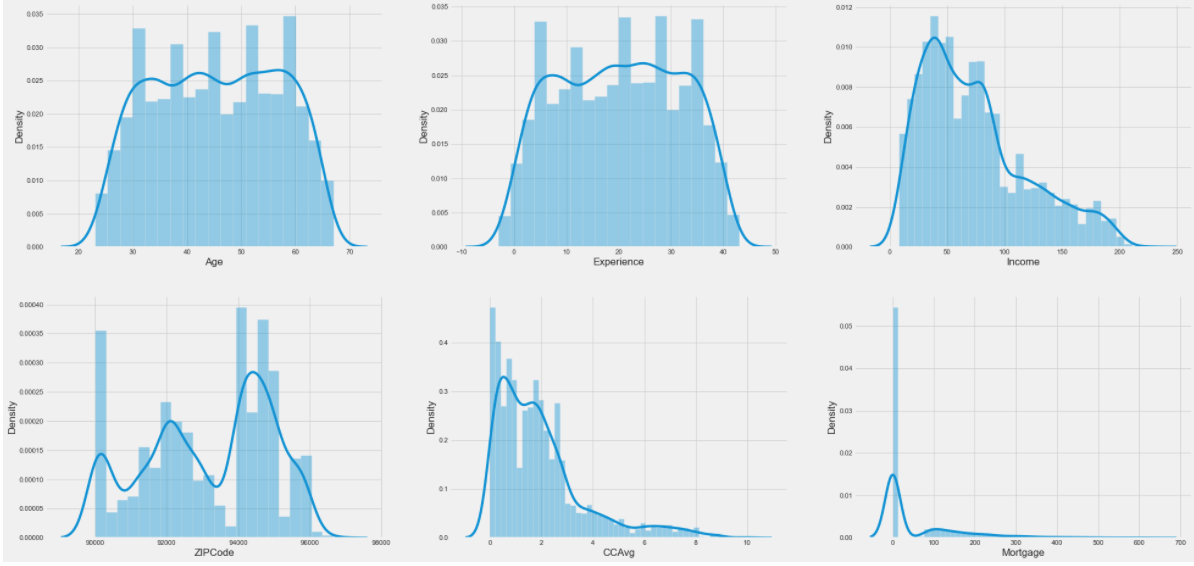 0.035
0.030
0.025
0.020
0.015
0.010
0.005
0.000
Density
20 30 40 50 60 70
Age
0.035
0.030
0.025
0.020
0.015
0.010
0.005
0.000
Density
−10 0 10 20 30 40 50
Experience
0.012
0.010
0.008
0.006
0.004
0.002
0.000
Density
0 50 100 150 200 250
Income
0.00040
0.00035
0.00030
0.00025
0.00020
0.00015
0.00010
0.00005
0.00000
Density
90000 92000 94000 96000 98000
ZIPCode
0.4
0.3
0.2
0.1
0.0
Density
0 2 4 6 8 10
CCAvg
0.05
0.04
0.03
0.02
0.01
0.00
Density
0 100 200 300 400 500 600 700
Mortgage